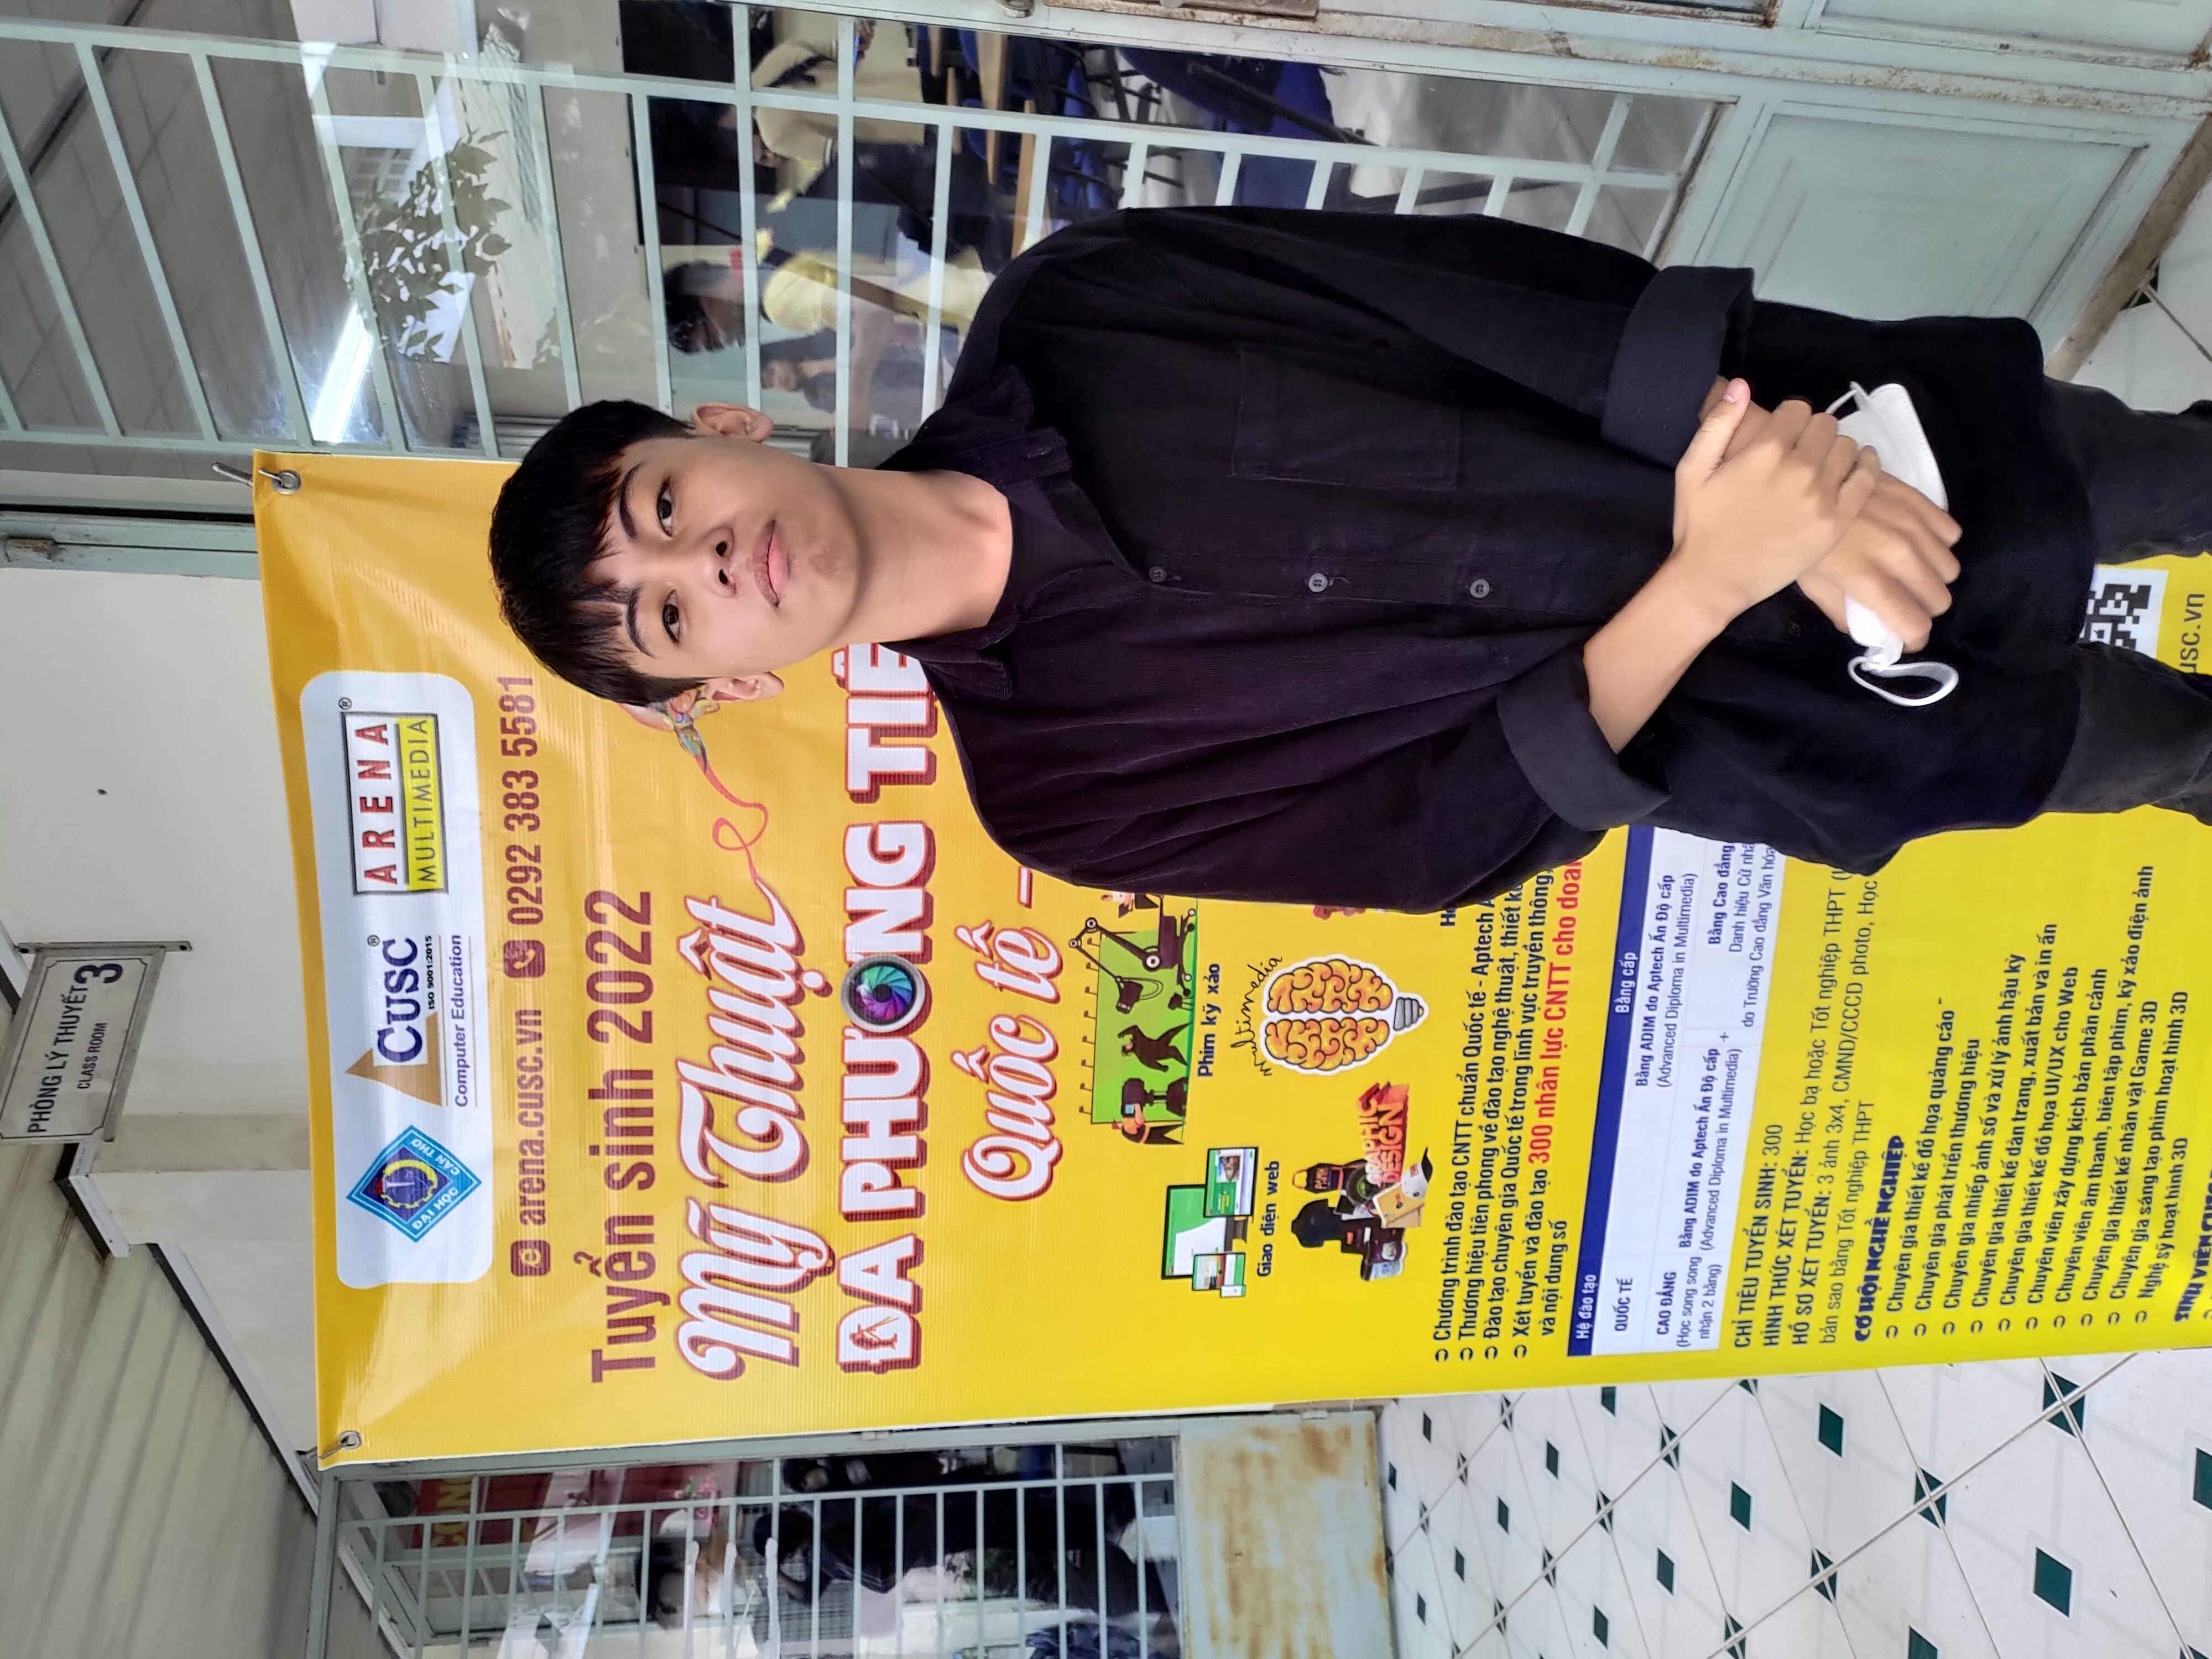 PHÒNG LÝ THUYẾT
CLASS ROOM
3
ĐẠI HỌC CẦN THƠ
CUSC®
ISO 9001:2015
Computer Education
ARENA®
MULTIMEDIA
arena.cusc.vn 0292 383 5581
Tuyển sinh 2022
Mỹ Thuật
ĐA PHƯƠNG TIỆ
Quốc tế -
Phim kỹ xảo
Giao diện web
multimedia
GRAPHIC
DESIGN
➲ Chương trình đào tạo CNTT chuẩn Quốc tế - Aptech
➲ Thương hiệu tiên phong về đào tạo nghệ thuật, thiết kế
➲ Đào tạo chuyên gia Quốc tế trong lĩnh vực truyền thông,
➲ Xét tuyển và đào tạo 300 nhân lực CNTT cho doan
và nội dung số
Hệ đào tạo Bằng cấp
QUỐC TẾ Bằng ADIM do Aptech Ấn Độ cấp
(Advanced Diploma in Multimedia)
CAO ĐẲNG
(Học song song
nhận 2 bằng)
Bằng ADIM do Aptech Ấn Độ cấp
(Advanced Diploma in Multimedia)
+
Bằng Cao đẳng
Danh hiệu Cử nhâ
do Trường Cao đẳng Văn hóa
CHỈ TIÊU TUYỂN SINH: 300
HÌNH THỨC XÉT TUYỂN: Học bạ hoặc Tốt nghiệp THPT
HỒ SƠ XÉT TUYỂN: 3 ảnh 3x4, CMND/CCCD photo, Học
bản sao bằng Tốt nghiệp THPT
CƠ HỘI NGHỀ NGHIỆP
➲ Chuyên gia thiết kế đồ họa quảng cáo
➲ Chuyên gia phát triển thương hiệu
➲ Chuyên gia nhiếp ảnh số và xử lý ảnh hậu kỳ
➲ Chuyên gia thiết kế dàn trang, xuất bản và in ấn
➲ Chuyên gia thiết kế đồ họa UI/UX cho Web
➲ Chuyên viên xây dựng kịch bản phân cảnh
➲ Chuyên viên âm thanh, biên tập phim, kỹ xảo điện ảnh
➲ Chuyên gia thiết kế nhân vật Game 3D
➲ Chuyên gia sáng tạo phim hoạt hình 3D
➲ Nghệ sỹ hoạt hình 3D
SINH VIÊN CUSC
usc.vn